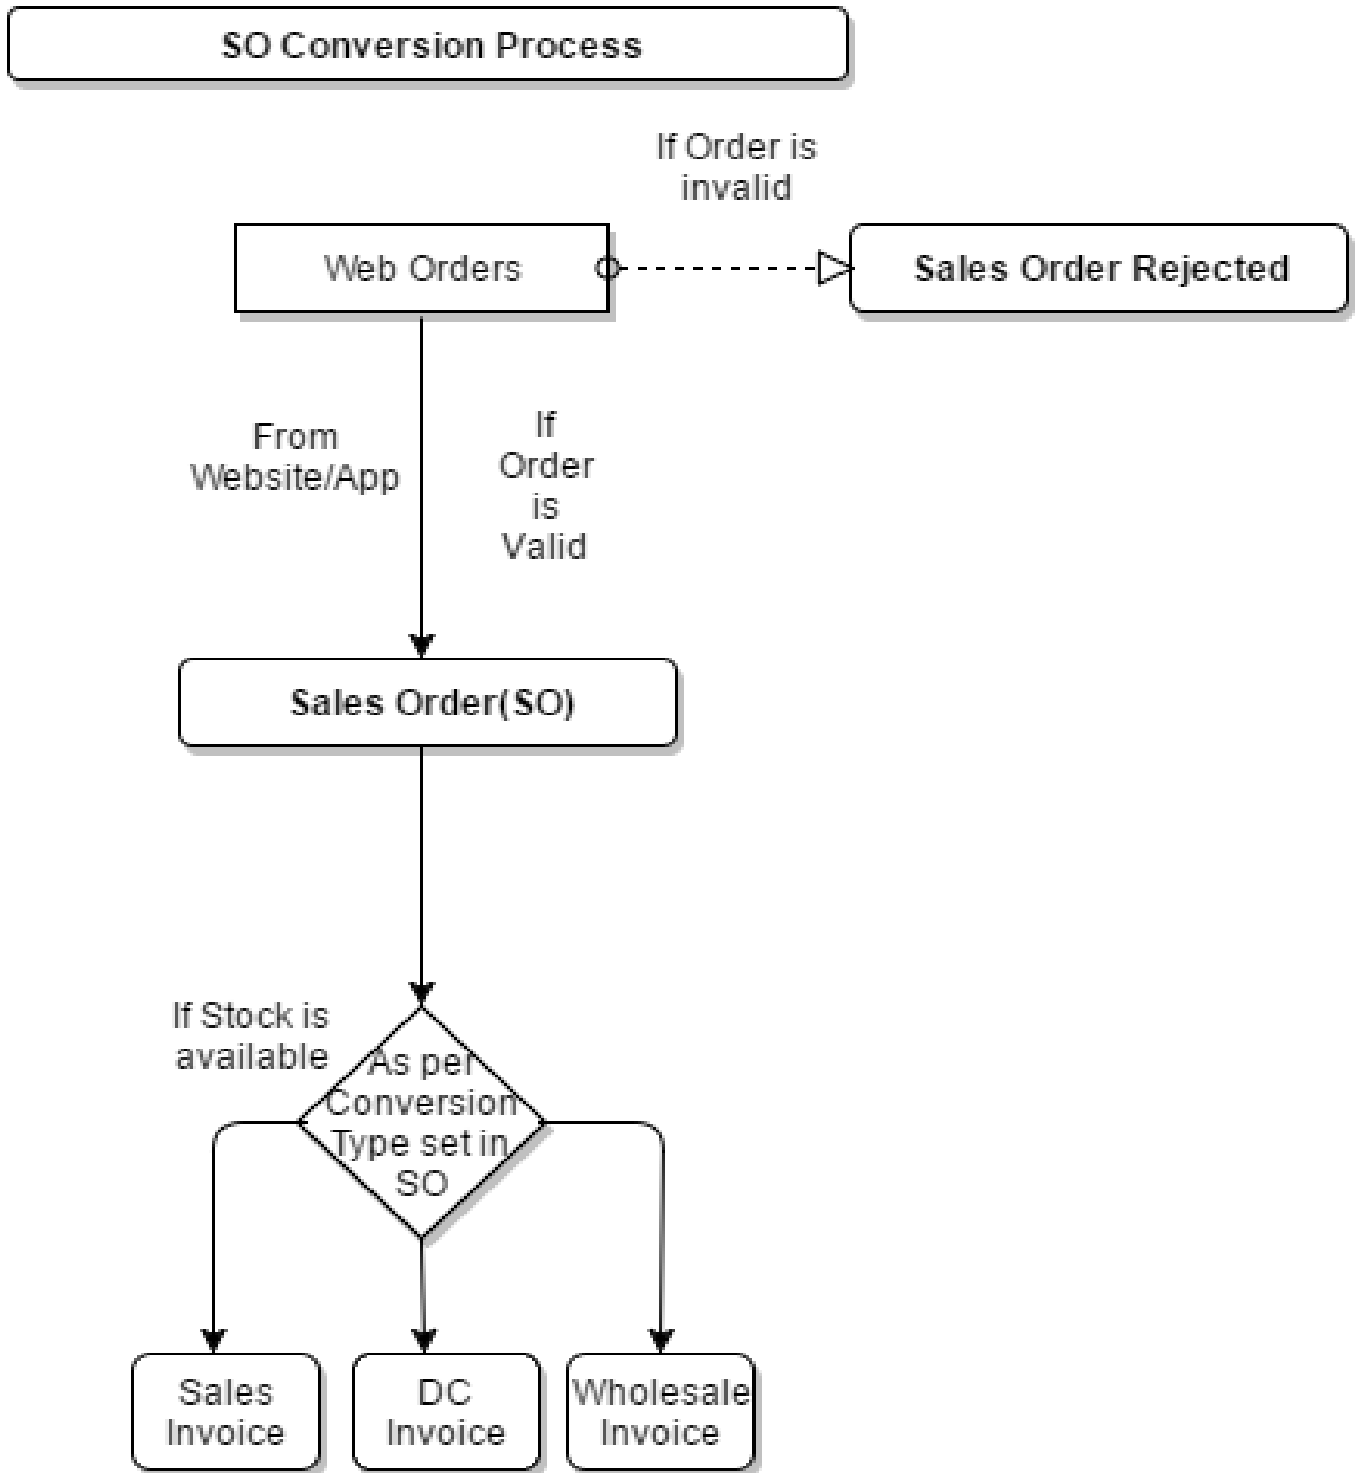 SO Conversion Process
If Order is
invalid
Web Orders
Sales Order Rejected
From
Website/App
If
Order
is
Valid
Sales Order(SO)
If Stock is
available
As per
Conversion
Type set in
SO
Sales
Invoice
DC
Invoice
Wholesale
Invoice